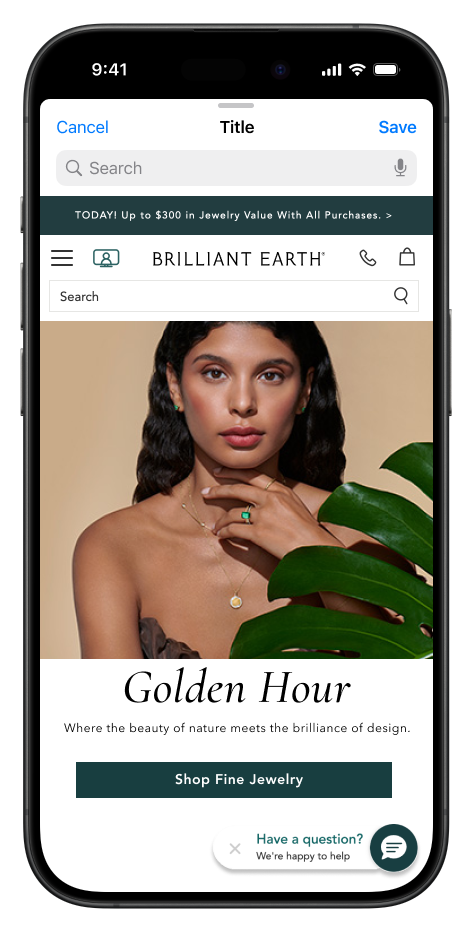 9:41
Cancel Title Save
Search
TODAY! Up to $300 in Jewelry Value With All Purchases. >
BRILLIANT EARTH®
Search
Golden Hour
Where the beauty of nature meets the brilliance of design.
Shop Fine Jewelry
Have a question?
We're happy to help